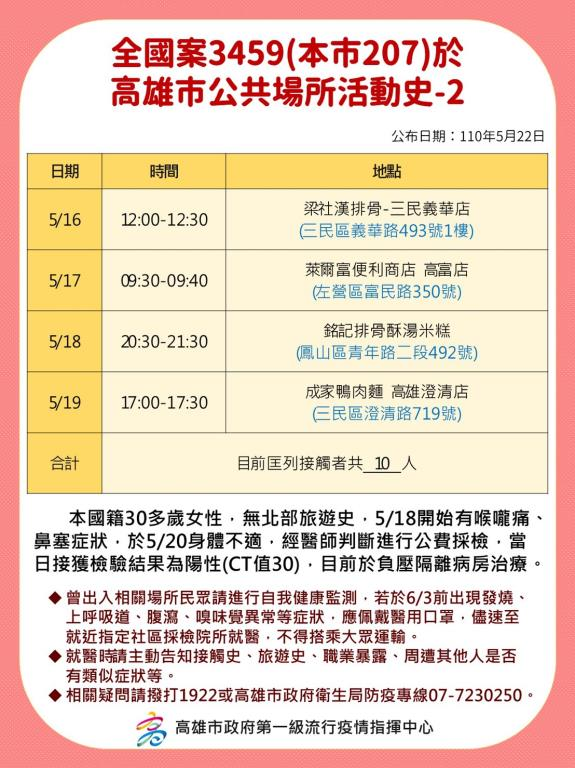 全國案3459(本市207)於
高雄市公共場所活動史-2
公布日期：110年5月22日
日期 時間 地點
5/16 12:00-12:30 梁社漢排骨-三民義華店
(三民區義華路493號1樓)
5/17 09:30-09:40 萊爾富便利商店 高富店
(左營區富民路350號)
5/18 20:30-21:30 銘記排骨酥湯米糕
(鳳山區青年路二段492號)
5/19 17:00-17:30 成家鴨肉麵 高雄澄清店
(三民區澄清路719號)
合計 目前匡列接觸者共 10 人
本國籍30多歲女性，無北部旅遊史，5/18開始有喉嚨痛、
鼻塞症狀，於5/20身體不適，經醫師判斷進行公費採檢，當
日接獲檢驗結果為陽性(CT值30)，目前於負壓隔離病房治療。
◆曾出入相關場所民眾請進行自我健康監測，若於6/3前出現發燒、
上呼吸道、腹瀉、嗅味覺異常等症狀，應佩戴醫用口罩，儘速至
就近指定社區採檢院所就醫，不得搭乘大眾運輸。
◆就醫時請主動告知接觸史、旅遊史、職業暴露、周遭其他人是否
有類似症狀等。
◆相關疑問請撥打1922或高雄市政府衛生局防疫專線07-7230250。
高雄市政府第一級流行疫情指揮中心